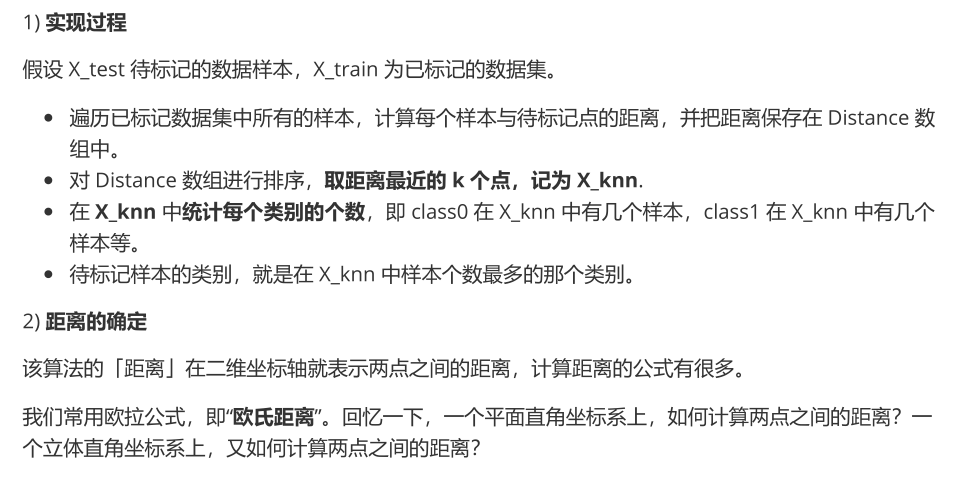 1) 实现过程
假设 X_test 待标记的数据样本，X_train 为已标记的数据集。
• 遍历已标记数据集中所有的样本，计算每个样本与待标记点的距离，并把距离保存在 Distance 数
组中。
• 对 Distance 数组进行排序，取距离最近的 k 个点，记为 X_knn.
• 在 X_knn 中统计每个类别的个数，即 class0 在 X_knn 中有几个样本，class1 在 X_knn 中有几个
样本等。
• 待标记样本的类别，就是在 X_knn 中样本个数最多的那个类别。
2) 距离的确定
该算法的「距离」在二维坐标轴就表示两点之间的距离，计算距离的公式有很多。
我们常用欧拉公式，即“欧氏距离”。回忆一下，一个平面直角坐标系上，如何计算两点之间的距离？一
个立体直角坐标系上，又如何计算两点之间的距离？